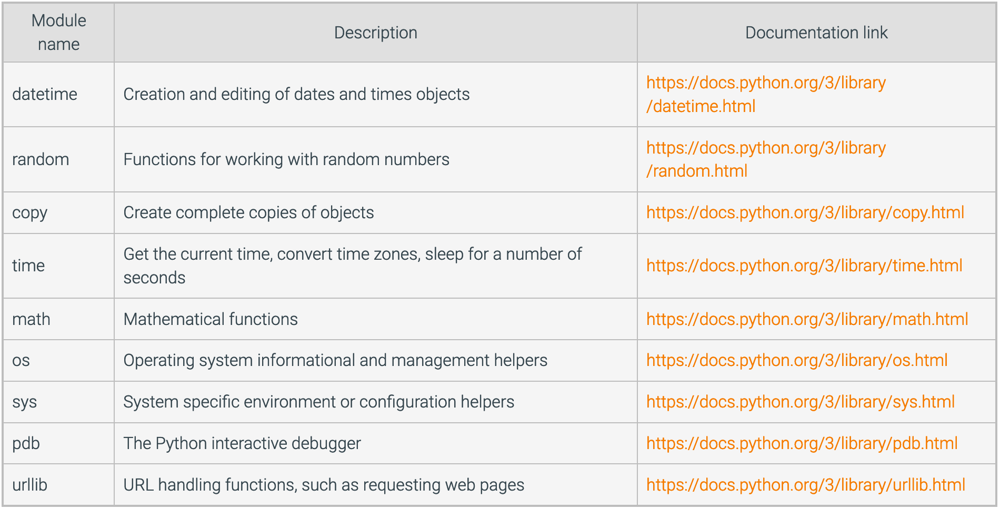 Module
name
Description
Documentation link
datetime
Creation and editing of dates and times objects
https://docs.python.org/3/library
/datetime.html
random
Functions for working with random numbers
https://docs.python.org/3/library
/random.html
copy
Create complete copies of objects
https://docs.python.org/3/library/copy.html
time
Get the current time, convert time zones, sleep for a number of
seconds
https://docs.python.org/3/library/time.html
math
Mathematical functions
https://docs.python.org/3/library/math.html
os
Operating system informational and management helpers
https://docs.python.org/3/library/os.html
sys
System specific environment or configuration helpers
https://docs.python.org/3/library/sys.html
pdb
The Python interactive debugger
https://docs.python.org/3/library/pdb.html
urllib
URL handling functions, such as requesting web pages
https://docs.python.org/3/library/urllib.html